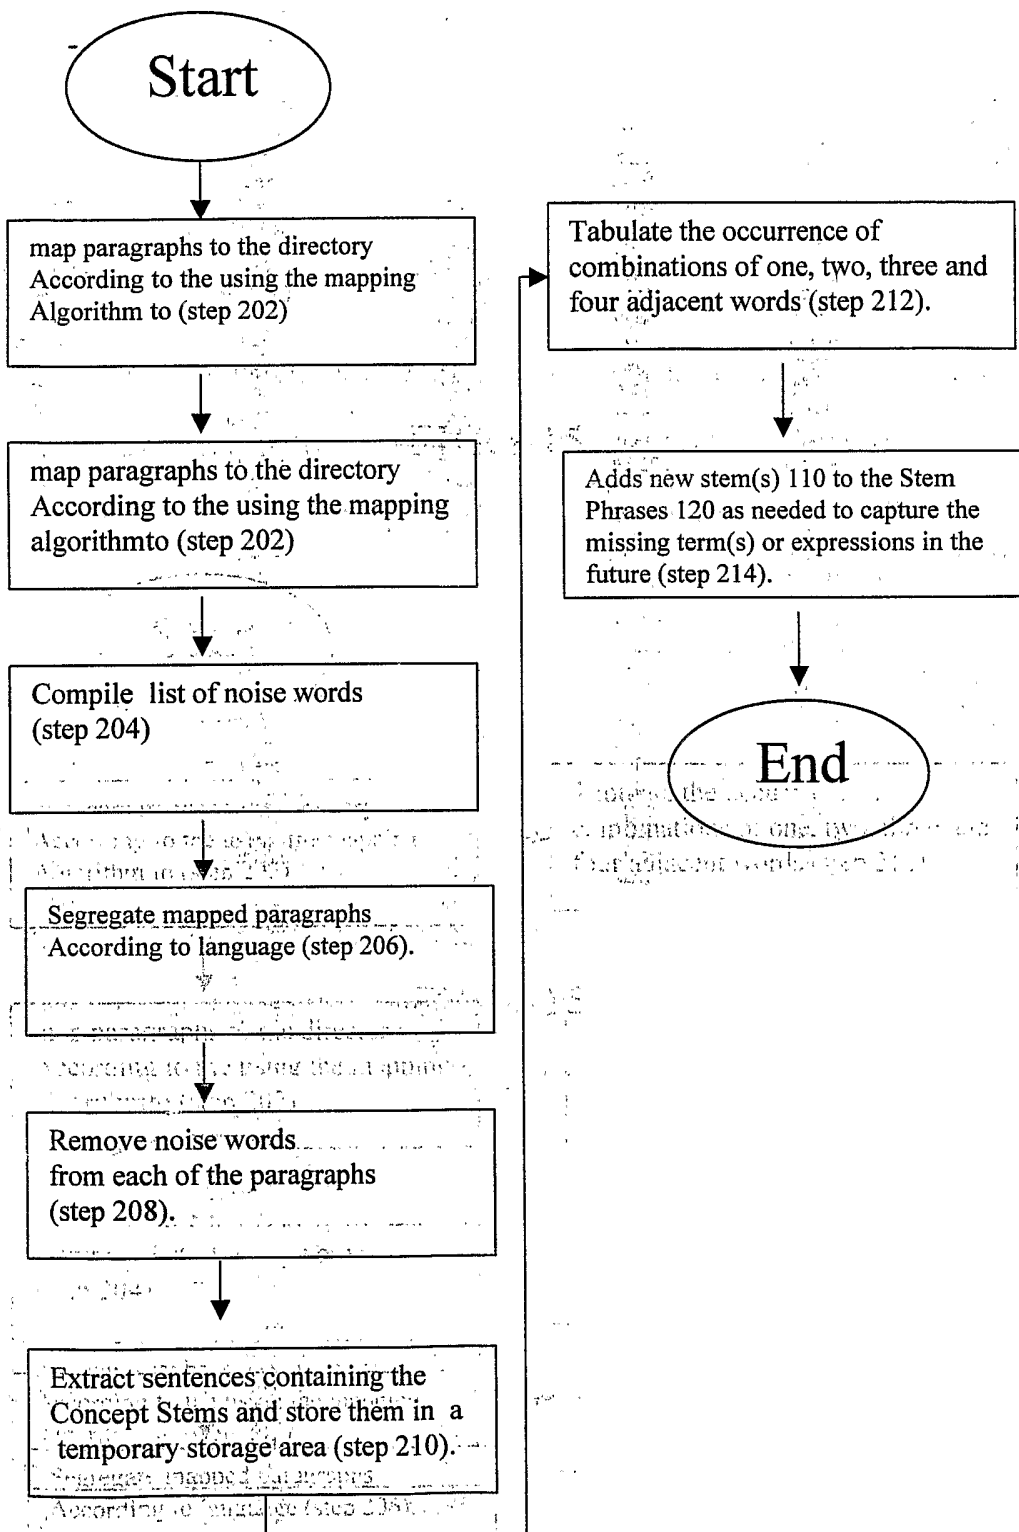 Start
map paragraphs to the directory
According to the using the mapping
Algorithm to (step 202)
map paragraphs to the directory
According to the using the mapping
algorithmto (step 202)
Compile list of noise words
(step 204)
Segregate mapped paragraphs
According to language (step 206).
Remove noise words
from each of the paragraphs
(step 208).
Extract sentences containing the
Concept Stems and store them in a
temporary storage area (step 210).
Tabulate the occurrence of
combinations of one, two, three and
four adjacent words (step 212).
Adds new stem(s) 110 to the Stem
Phrases 120 as needed to capture the
missing term(s) or expressions in the
future (step 214).
End